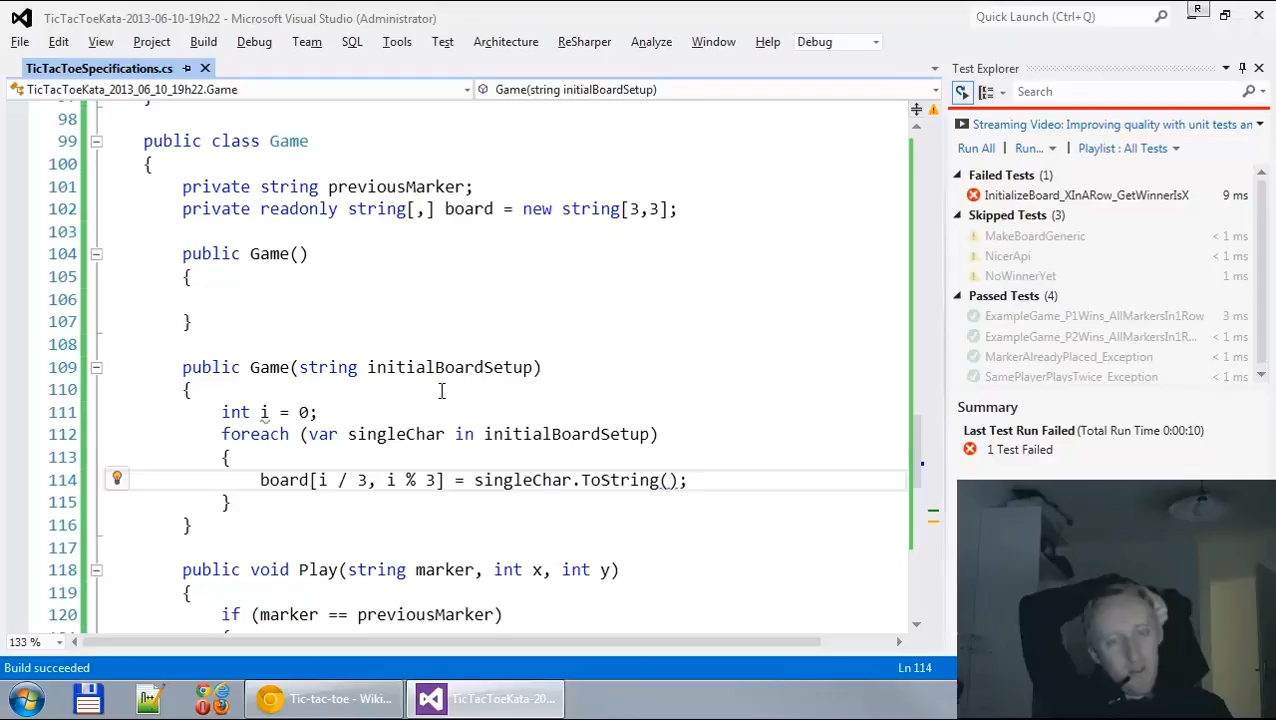 TicTacToeKata-2013-06-10-19h22 - Microsoft Visual Studio (Administrator)
R
Quick Launch (Ctrl+Q)
File Edit View Project Build Debug Team SQL Tools Test Architecture ReSharper Analyze Window Help Debug
TicTacToeSpecifications.cs
TicTacToeKata_2013_06_10_19h22.Game
Game(string initialBoardSetup)
98
99 public class Game
100 {
101 private string previousMarker;
102 private readonly string[,] board = new string[3,3];
103
104 public Game()
105 {
106
107 }
108
109 public Game(string initialBoardSetup)
110 {
111 int i = 0;
112 foreach (var singleChar in initialBoardSetup)
113 {
114 board[i / 3, i % 3] = singleChar.ToString();
115 }
116 }
117
118 public void Play(string marker, int x, int y)
119 {
120 if (marker == previousMarker)
133 %
Build succeeded
Ln 114
Test Explorer
Search
Streaming Video: Improving quality with unit tests an
Run All Run... Playlist : All Tests
Failed Tests (1)
InitializeBoard_XInARow_GetWinnerIsX 9 ms
Skipped Tests (3)
MakeBoardGeneric < 1 ms
NicerApi < 1 ms
NoWinnerYet < 1 ms
Passed Tests (4)
ExampleGame_P1Wins_AllMarkersIn1Row 3 ms
ExampleGame_P2Wins_AllMarkersIn1R... < 1 ms
MarkerAlreadyPlaced_Exception < 1 ms
SamePlayerPlaysTwice_Exception < 1 ms
Summary
Last Test Run Failed (Total Run Time 0:00:10)
1 Test Failed
Tic-tac-toe - Wiki...
TicTacToeKata-20...